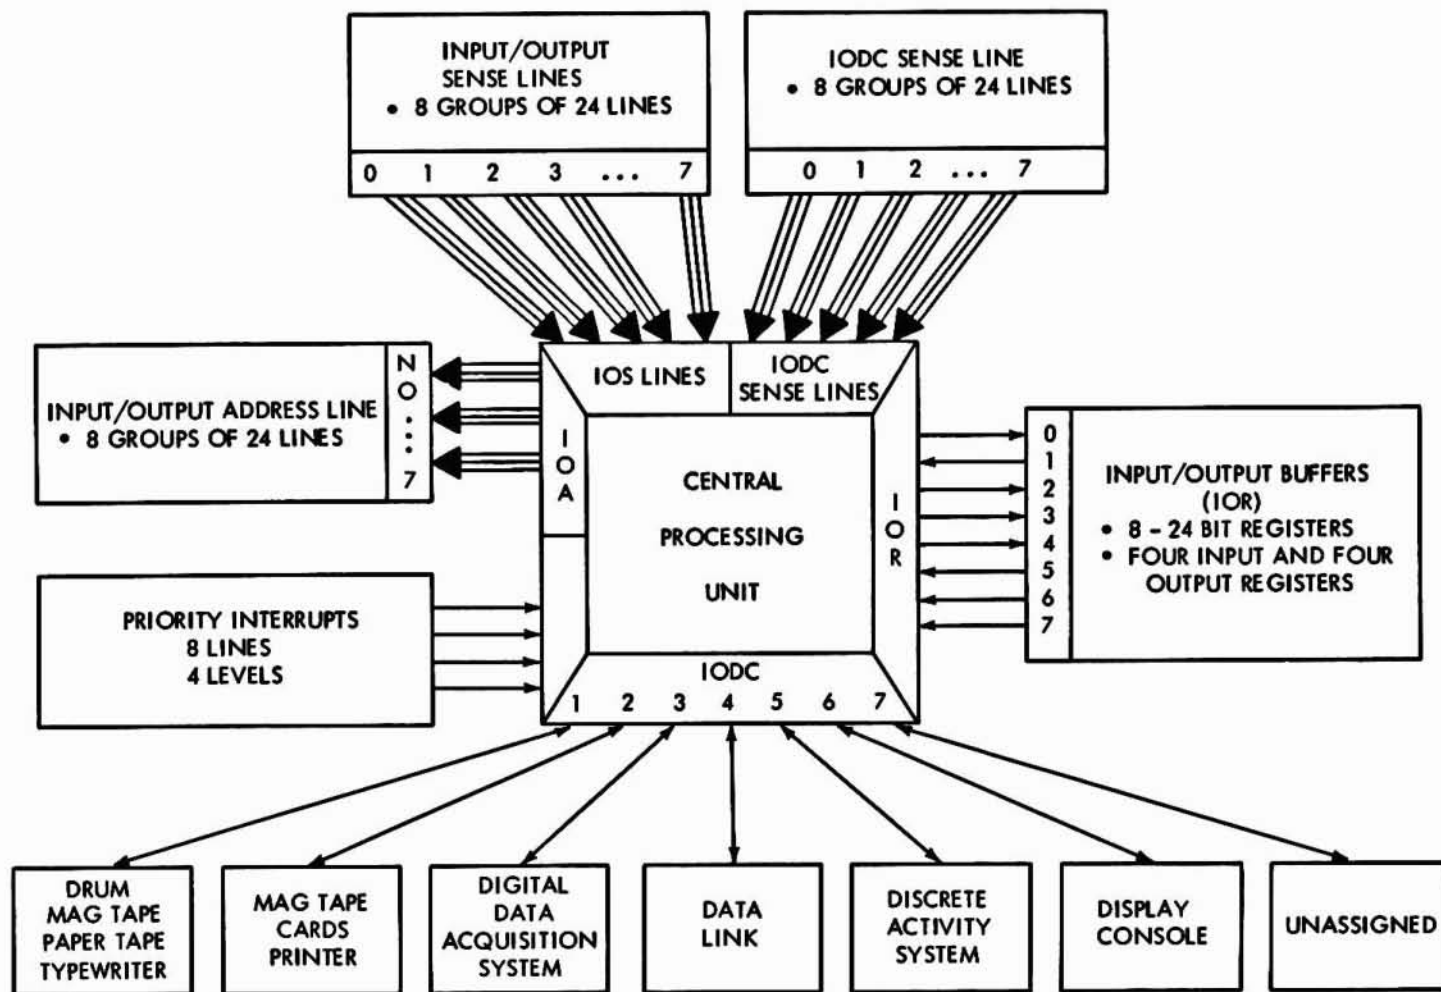 INPUT/OUTPUT
SENSE LINES
• 8 GROUPS OF 24 LINES
0 1 2 3 ... 7
IODC SENSE LINE
• 8 GROUPS OF 24 LINES
0 1 2 ... 7
INPUT/OUTPUT ADDRESS LINE
• 8 GROUPS OF 24 LINES
N
O
.
.
.
.
7
IOS LINES
IODC
SENSE LINES
I
O
A
CENTRAL
PROCESSING
UNIT
I
O
R
0
1
2
3
4
5
6
7
INPUT/OUTPUT BUFFERS
(IOR)
• 8 - 24 BIT REGISTERS
• FOUR INPUT AND FOUR
OUTPUT REGISTERS
PRIORITY INTERRUPTS
8 LINES
4 LEVELS
IODC
1 2 3 4 5 6 7
DRUM
MAG TAPE
PAPER TAPE
TYPEWRITER
MAG TAPE
CARDS
PRINTER
DIGITAL
DATA
ACQUISITION
SYSTEM
DATA
LINK
DISCRETE
ACTIVITY
SYSTEM
DISPLAY
CONSOLE
UNASSIGNED